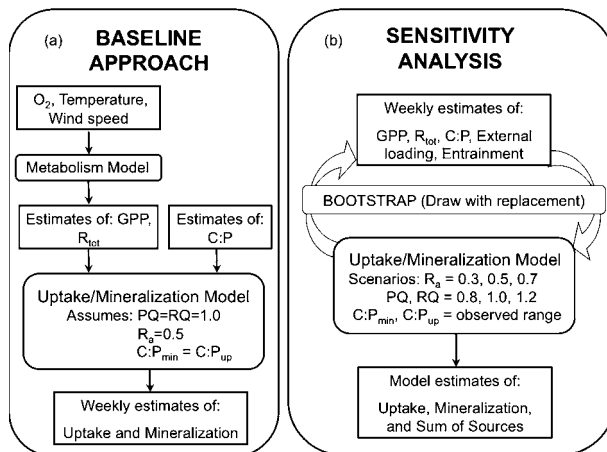 (a) BASELINE
APPROACH
O₂, Temperature,
Wind speed
Metabolism Model
Estimates of: GPP,
Rtot
Estimates of:
C:P
Uptake/Mineralization Model
Assumes: PQ=RQ=1.0
Ra=0.5
C:Pmin = C:Pup
Weekly estimates of:
Uptake and Mineralization
(b) SENSITIVITY
ANALYSIS
Weekly estimates of:
GPP, Rtot, C:P, External
loading, Entrainment
BOOTSTRAP (Draw with replacement)
Uptake/Mineralization Model
Scenarios: Ra = 0.3, 0.5, 0.7
PQ, RQ = 0.8, 1.0, 1.2
C:Pmin, C:Pup = observed range
Model estimates of:
Uptake, Mineralization,
and Sum of Sources